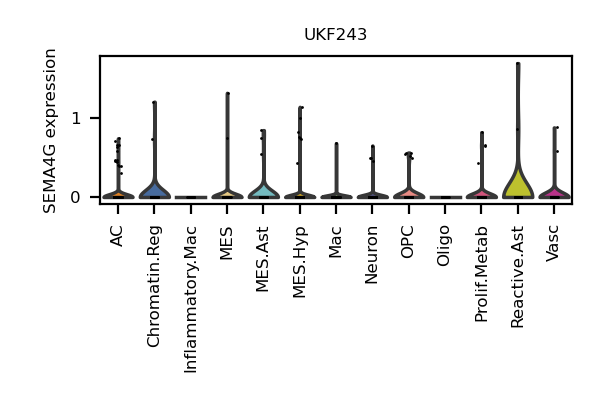 UKF243
SEMA4G expression
1
0
AC
Chromatin.Reg
Inflammatory.Mac
MES
MES.Ast
MES.Hyp
Mac
Neuron
OPC
Oligo
Prolif.Metab
Reactive.Ast
Vasc